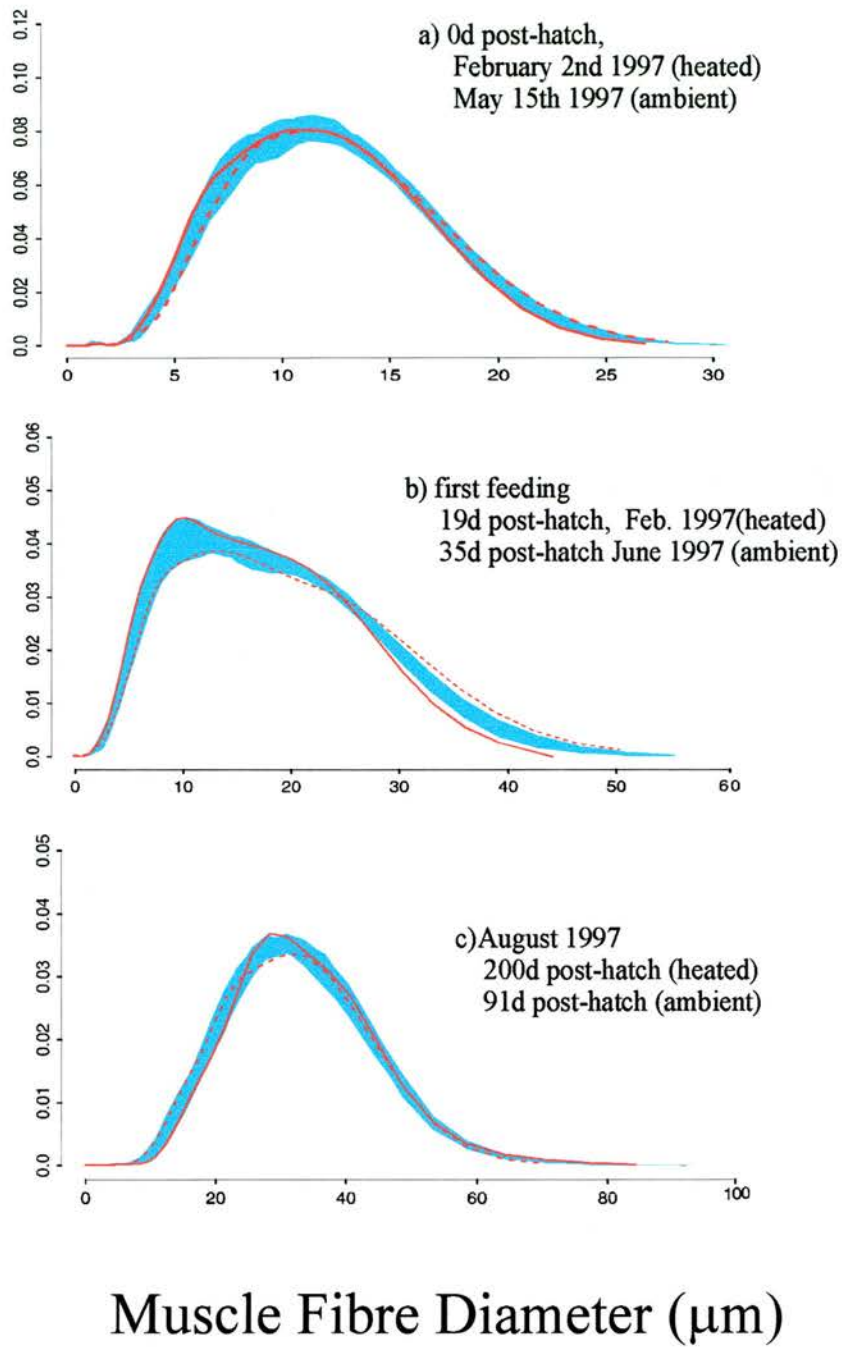 0.12
0.10
0.08
0.06
0.04
0.02
0.0
a) 0d post-hatch,
February 2nd 1997 (heated)
May 15th 1997 (ambient)
0 5 10 15 20 25 30
0.06
0.05
0.04
0.03
0.02
0.01
0.0
b) first feeding
19d post-hatch, Feb. 1997(heated)
35d post-hatch June 1997 (ambient)
0 10 20 30 40 50 60
0.05
0.04
0.03
0.02
0.01
0.0
c)August 1997
200d post-hatch (heated)
91d post-hatch (ambient)
0 20 40 60 80 100
Muscle Fibre Diameter (μm)